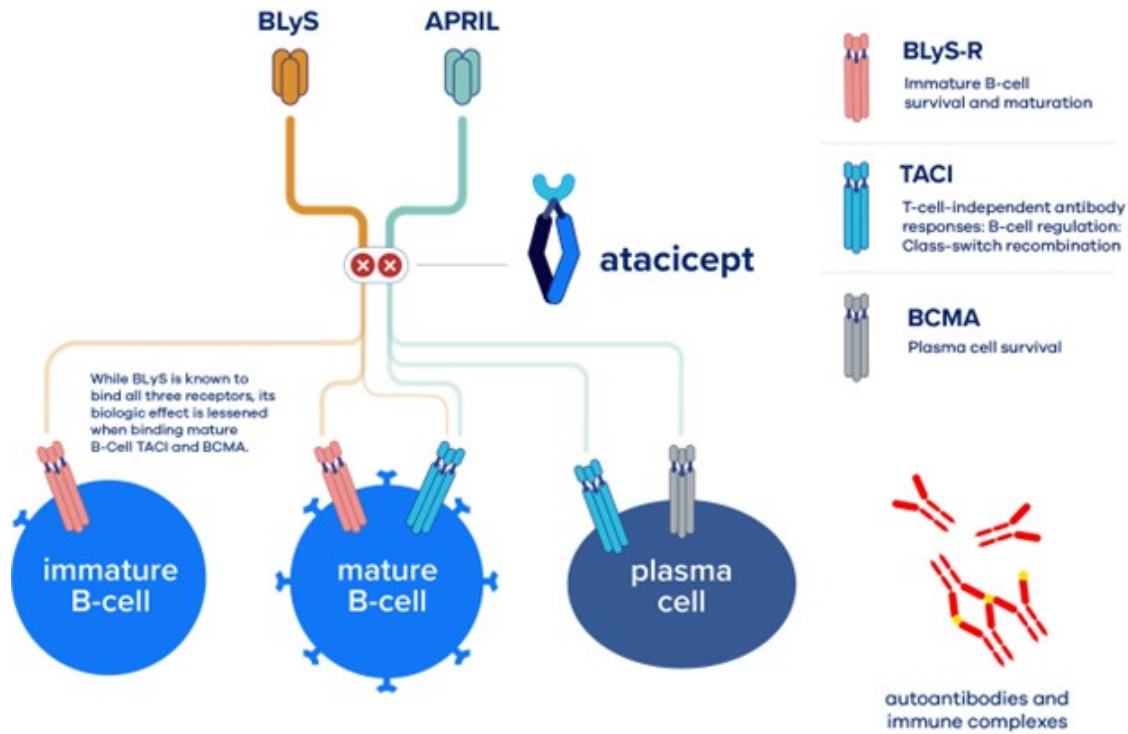 BLyS
APRIL
atacicept
While BLyS is known to
bind all three receptors, its
biologic effect is lessened
when binding mature
B-Cell TACI and BCMA.
immature
B-cell
mature
B-cell
plasma
cell
BLyS-R
Immature B-cell
survival and maturation
TACI
T-cell-independent antibody
responses: B-cell regulation:
Class-switch recombination
BCMA
Plasma cell survival
autoantibodies and
immune complexes